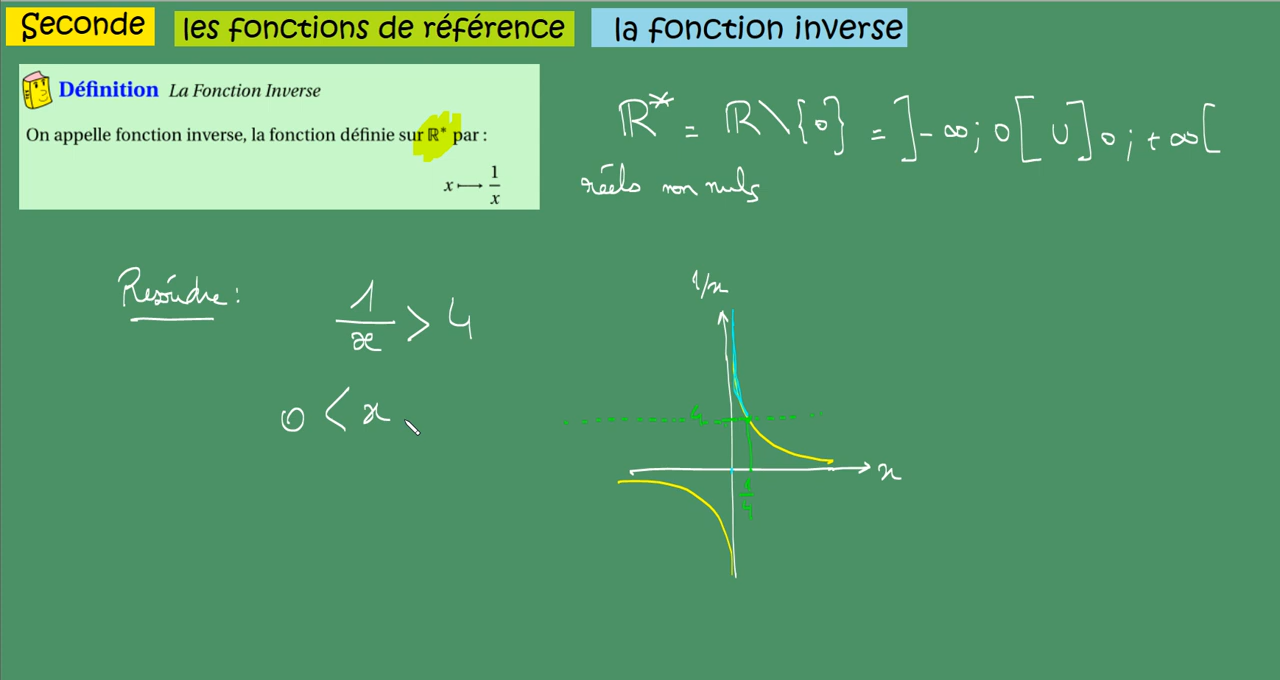 Seconde les fonctions de référence la fonction inverse
Définition La Fonction Inverse
On appelle fonction inverse, la fonction définie sur ℝ* par :
x ⟼ 1/x
ℝ* = ℝ\{0} = ]-∞; 0[ ∪ ]0; +∞[
réels non nuls
Résoudre :
1/x > 4
0 < x
1/x
4
x
1/4